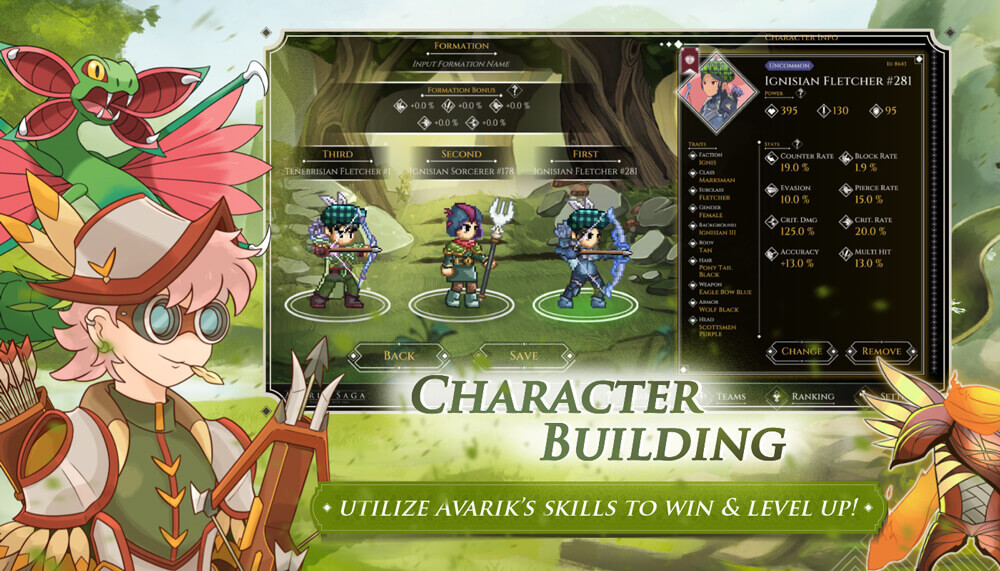 FORMATION
INPUT FORMATION NAME
FORMATION BONUS ?
+0.0 % +0.0 % +0.0 %
+0.0 % +0.0 %
THIRD
TENEBRISIAN FLETCHER #1
SECOND
IGNISIAN SORCERER #178
FIRST
IGNISIAN FLETCHER #281
BACK
SAVE
CHARACTER INFO
UNCOMMON
ID 8643
IGNISIAN FLETCHER #281
POWER ?
395 130 95
TRAITS
FACTION
IGNIS
CLASS
MARKSMAN
SUBCLASS
FLETCHER
GENDER
FEMALE
BACKGROUND
IGNISIAN III
BODY
TAN
HAIR
PONY TAIL
BLACK
WEAPON
EAGLE BOW BLUE
ARMOR
WOLF BLACK
HEAD
SCOTTSMEN
PURPLE
STATS ?
COUNTER RATE
19.0 %
BLOCK RATE
1.9 %
EVASION
10.0 %
PIERCE RATE
15.0 %
CRIT. DMG
125.0 %
CRIT. RATE
20.0 %
ACCURACY
+13.0 %
MULTI HIT
13.0 %
CHANGE
REMOVE
SAGA
TEAMS
RANKING
CHARACTER
BUILDING
UTILIZE AVARIK'S SKILLS TO WIN & LEVEL UP!